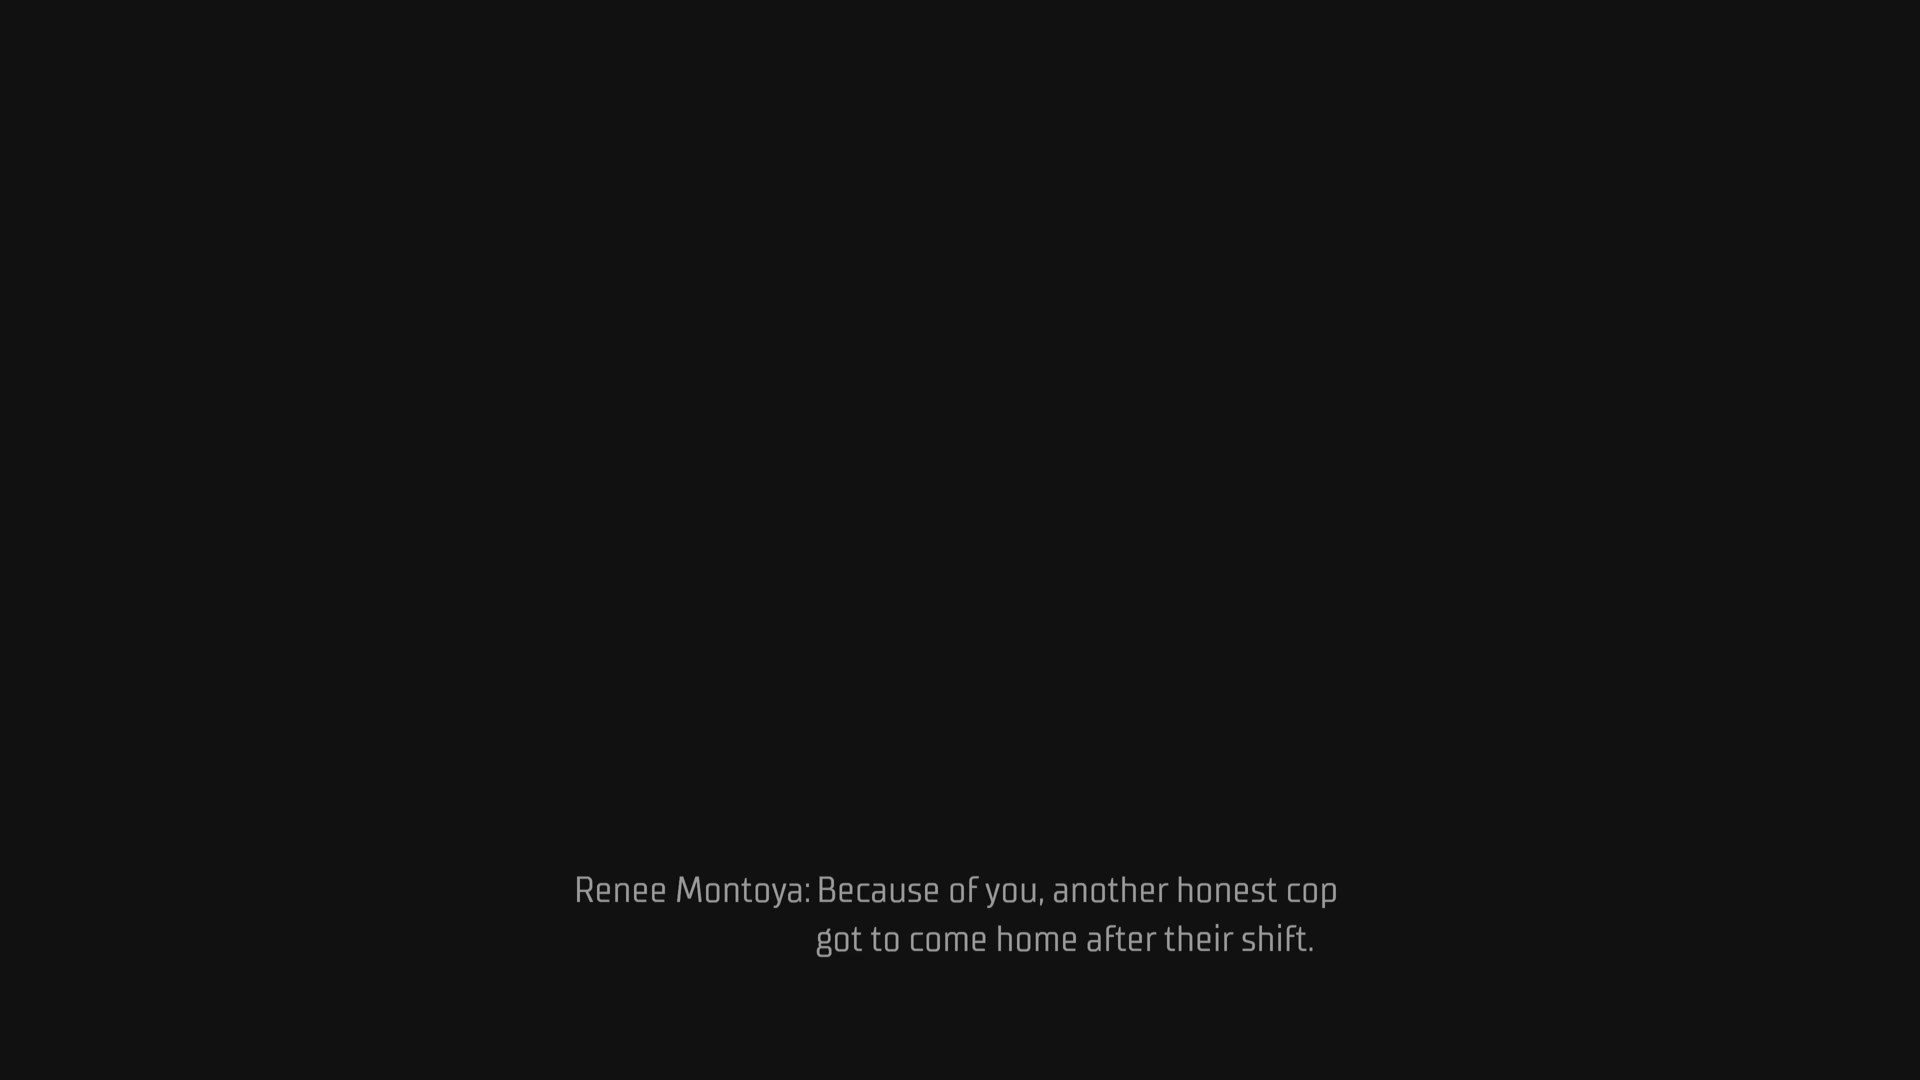 Renee Montoya: Because of you, another honest cop
got to come home after their shift.